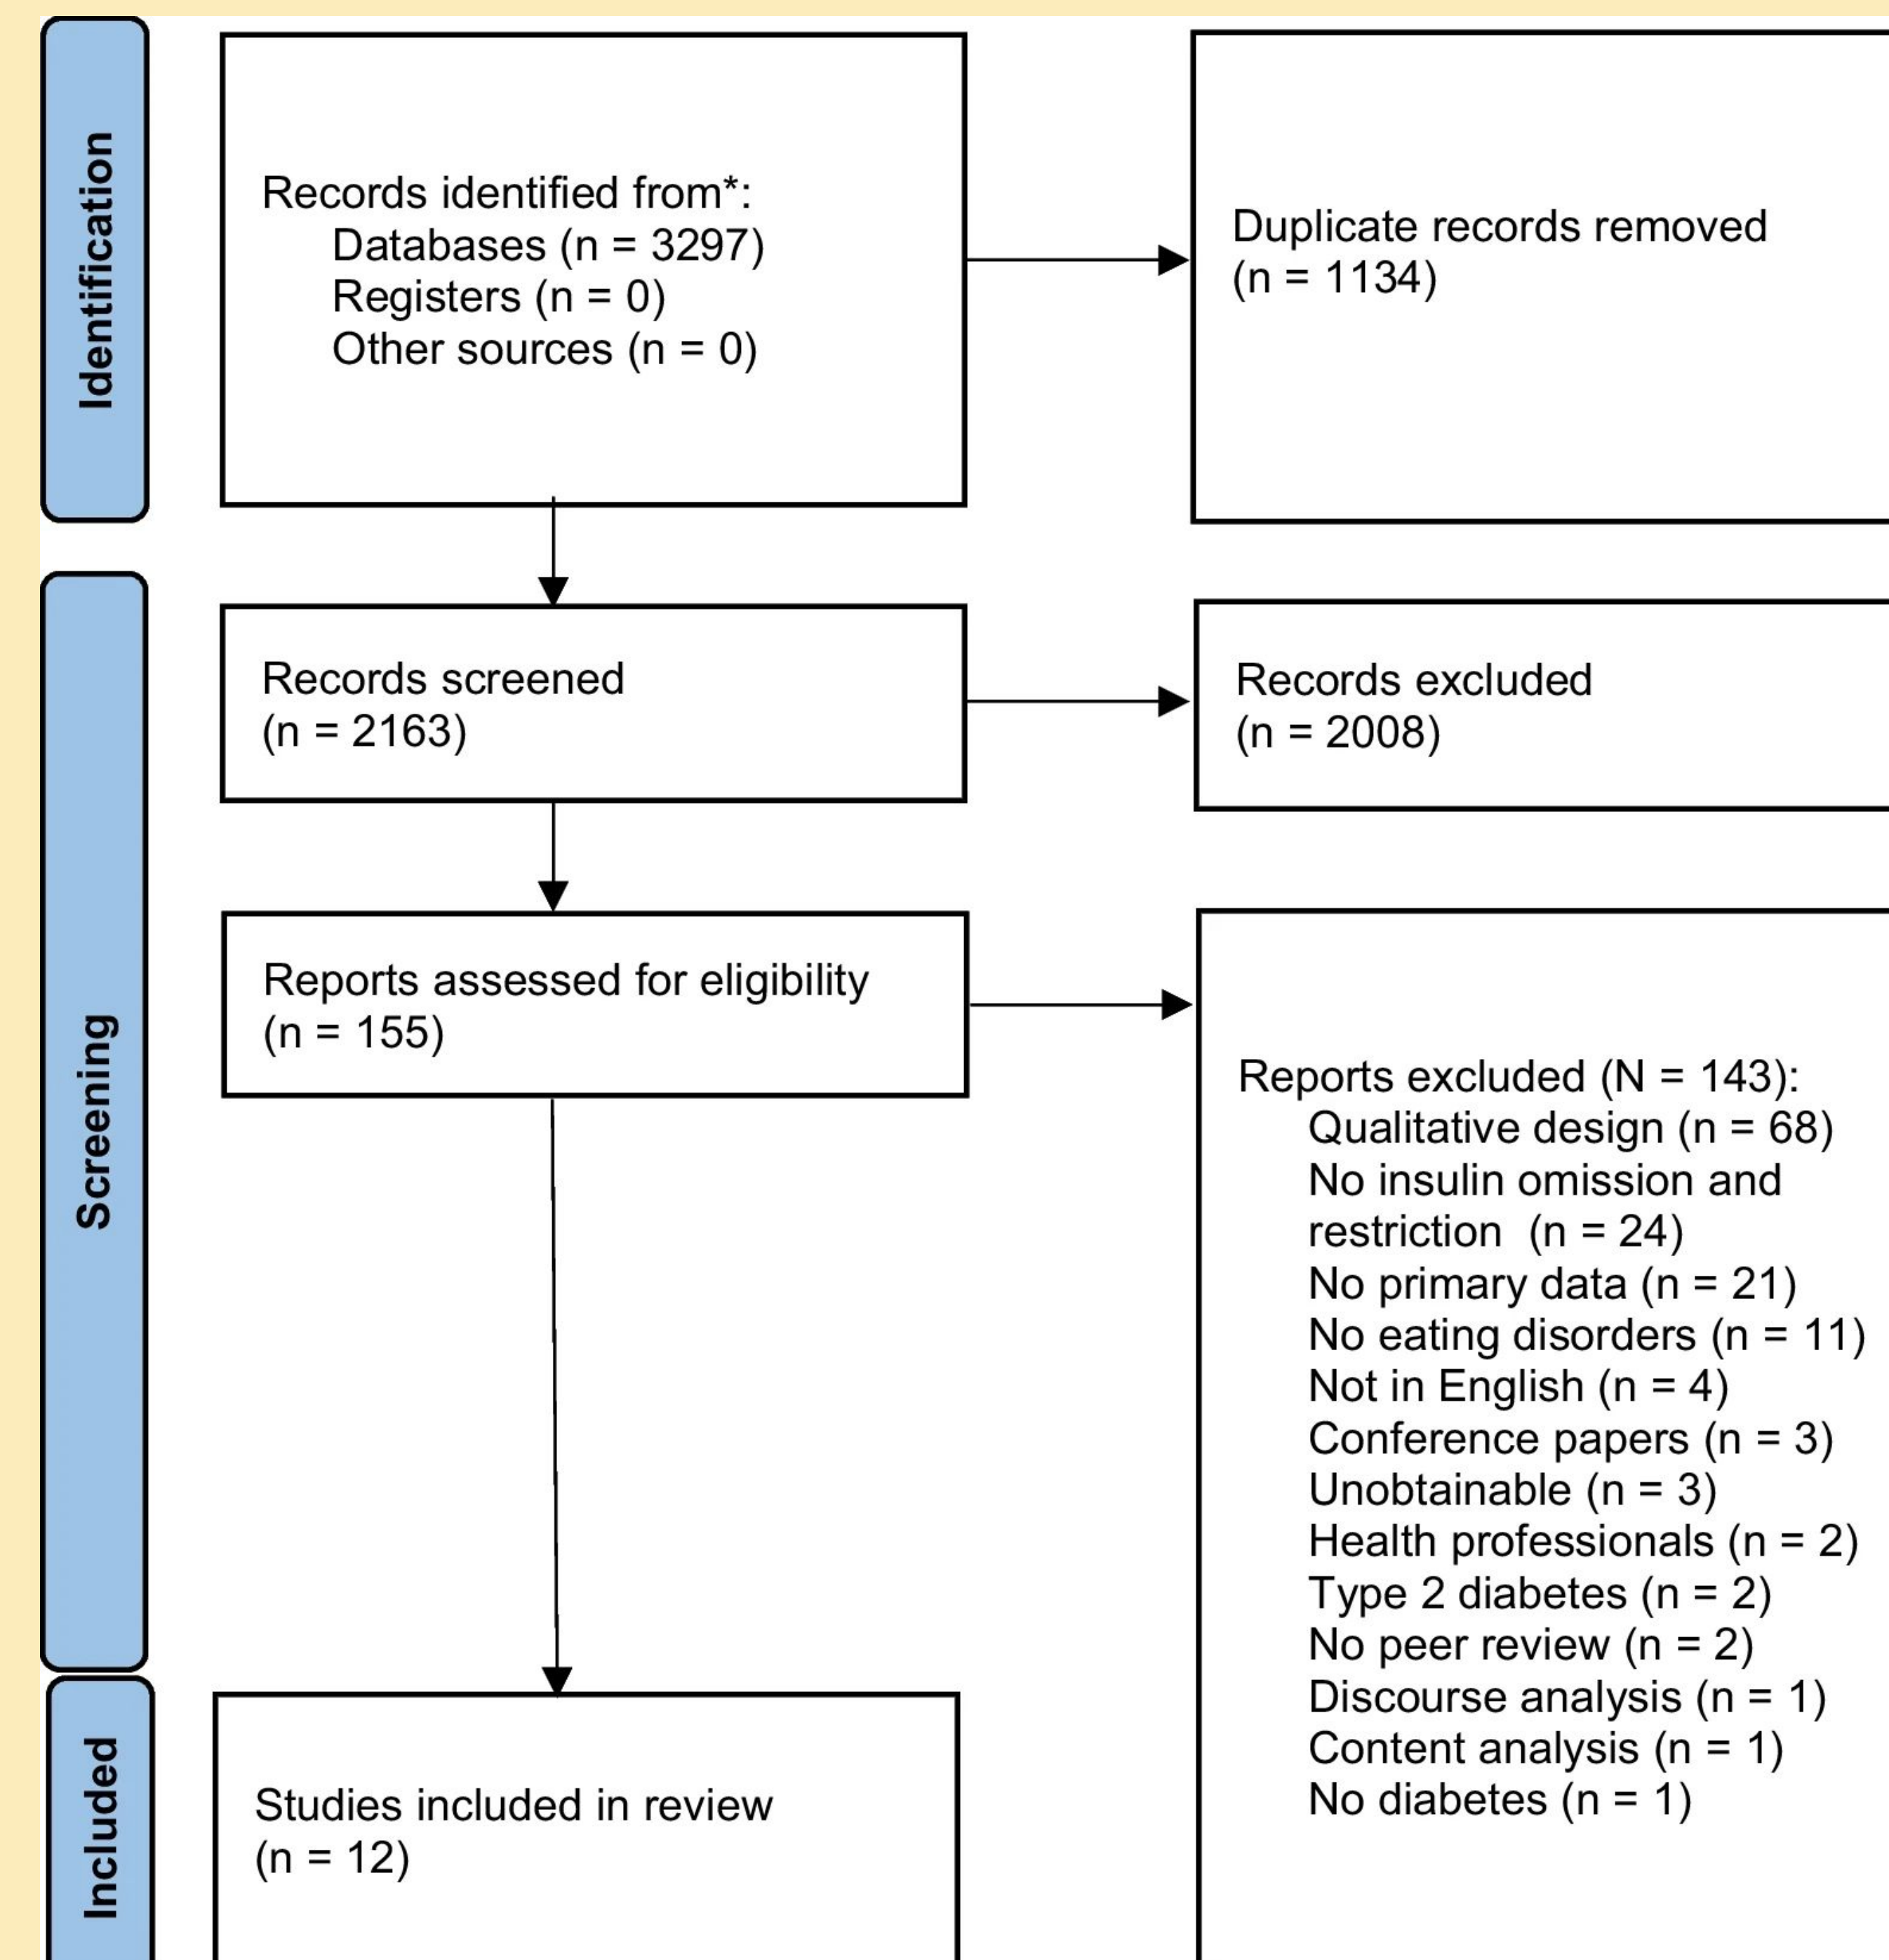 Identification
Records identified from*:
Databases (n = 3297)
Registers (n = 0)
Other sources (n = 0)
Duplicate records removed
(n = 1134)
Screening
Records screened
(n = 2163)
Records excluded
(n = 2008)
Reports assessed for eligibility
(n = 155)
Reports excluded (N = 143):
Qualitative design (n = 68)
No insulin omission and
restriction (n = 24)
No primary data (n = 21)
No eating disorders (n = 11)
Not in English (n = 4)
Conference papers (n = 3)
Unobtainable (n = 3)
Health professionals (n = 2)
Type 2 diabetes (n = 2)
No peer review (n = 2)
Discourse analysis (n = 1)
Content analysis (n = 1)
No diabetes (n = 1)
Included
Studies included in review
(n = 12)